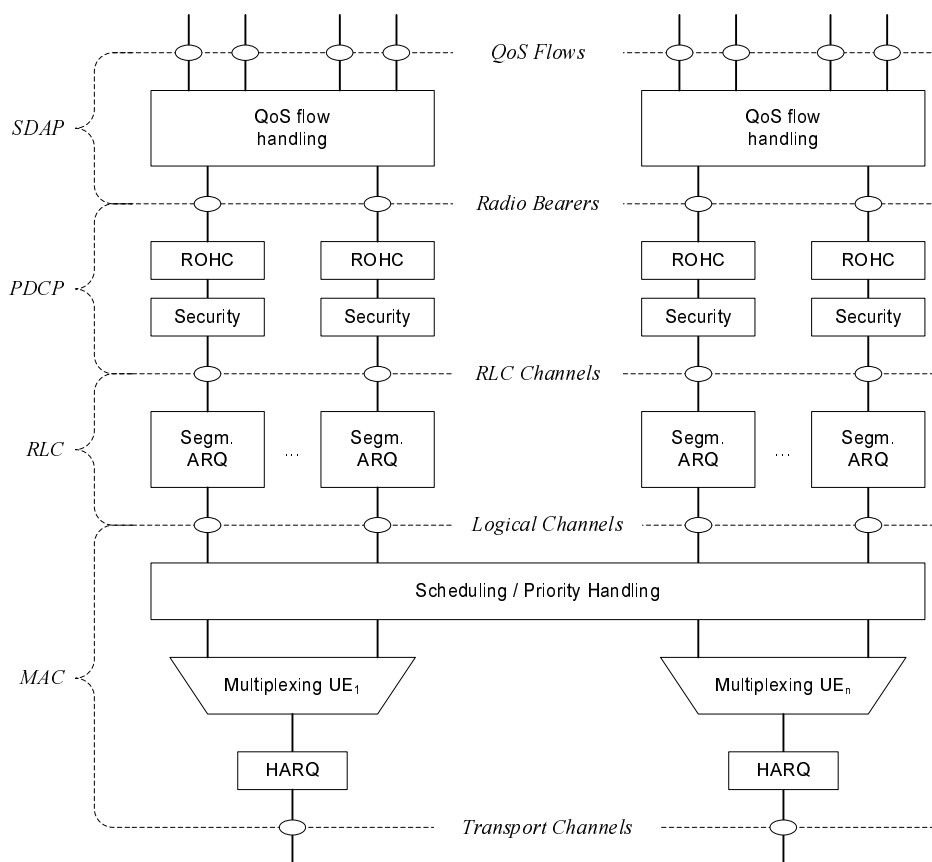 QoS Flows
SDAP
QoS flow
handling
QoS flow
handling
Radio Bearers
PDCP
ROHC
ROHC
ROHC
ROHC
Security
Security
Security
Security
RLC Channels
RLC
Segm.
ARQ
...
Segm.
ARQ
Segm.
ARQ
...
Segm.
ARQ
Logical Channels
MAC
Scheduling / Priority Handling
Multiplexing UE₁
Multiplexing UEₙ
HARQ
HARQ
Transport Channels